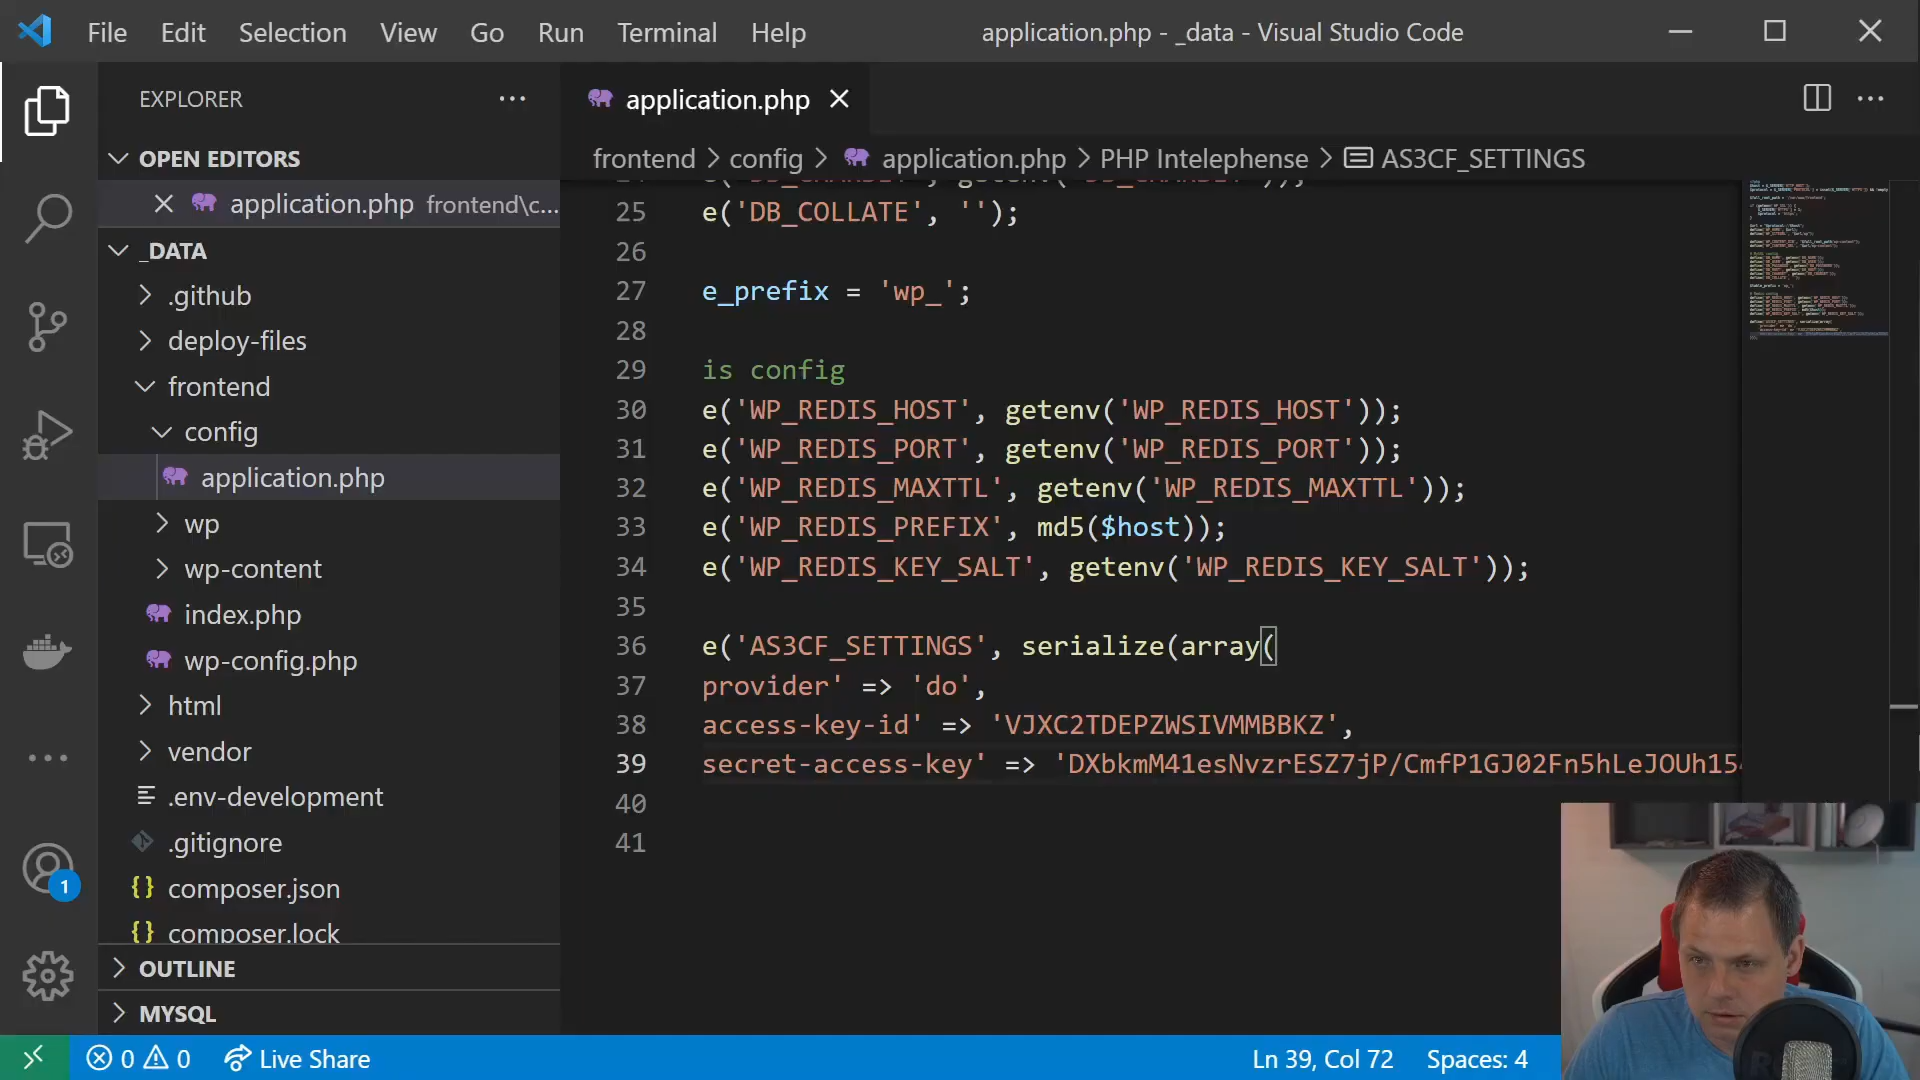 File Edit Selection View Go Run Terminal Help
application.php - _data - Visual Studio Code
EXPLORER
application.php
OPEN EDITORS
frontend > config > application.php > PHP Intelephense > AS3CF_SETTINGS
application.php frontend\c...
_DATA
.github
deploy-files
frontend
config
application.php
wp
wp-content
index.php
wp-config.php
html
vendor
.env-development
.gitignore
composer.json
composer.lock
OUTLINE
MYSQL
25 e('DB_COLLATE', '');
26
27 e_prefix = 'wp_';
28
29 is config
30 e('WP_REDIS_HOST', getenv('WP_REDIS_HOST'));
31 e('WP_REDIS_PORT', getenv('WP_REDIS_PORT'));
32 e('WP_REDIS_MAXTTL', getenv('WP_REDIS_MAXTTL'));
33 e('WP_REDIS_PREFIX', md5($host));
34 e('WP_REDIS_KEY_SALT', getenv('WP_REDIS_KEY_SALT'));
35
36 e('AS3CF_SETTINGS', serialize(array(
37 provider' => 'do',
38 access-key-id' => 'VJXC2TDEPZWSIVMMBBKZ',
39 secret-access-key' => 'DXbkmM41esNvzrESZ7jP/CmfP1GJ02Fn5hLeJOUh154
40
41
1
0 0 Live Share
Ln 39, Col 72 Spaces: 4